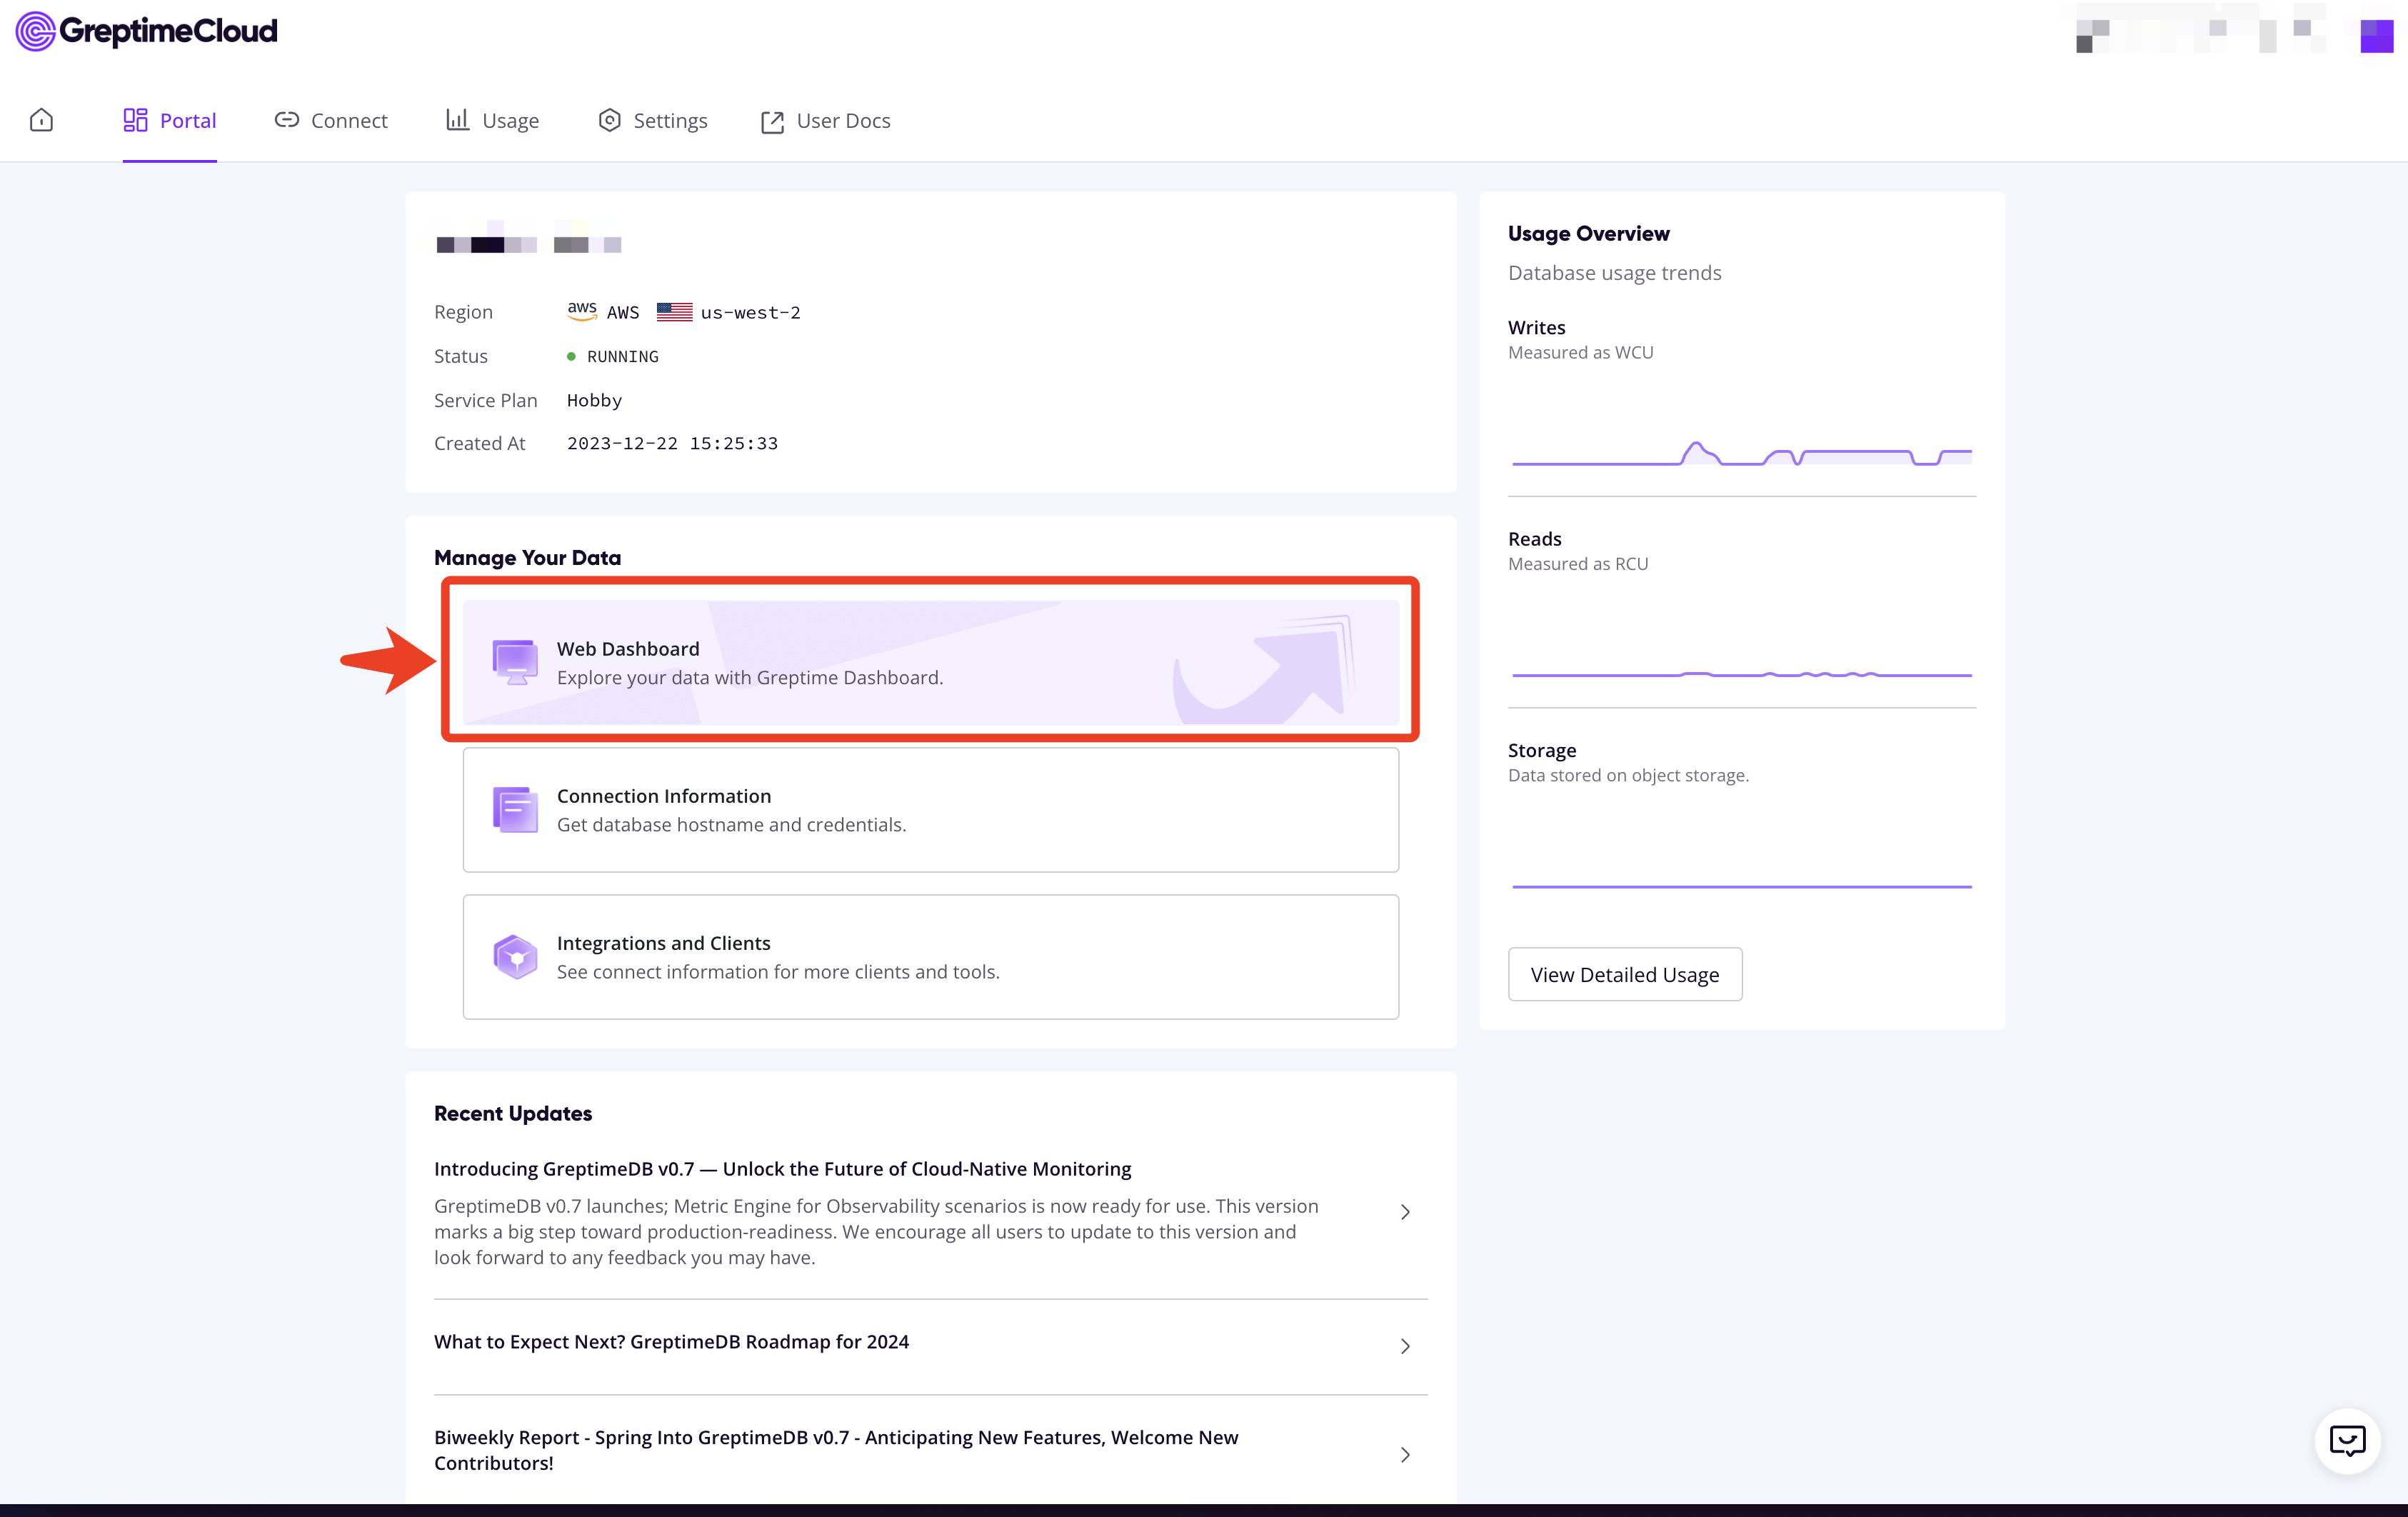 GreptimeCloud
Portal
Connect
Usage
Settings
User Docs
Region
aws AWS us-west-2
Status
RUNNING
Service Plan
Hobby
Created At
2023-12-22 15:25:33
Manage Your Data
Web Dashboard
Explore your data with Greptime Dashboard.
Connection Information
Get database hostname and credentials.
Integrations and Clients
See connect information for more clients and tools.
Recent Updates
Introducing GreptimeDB v0.7 — Unlock the Future of Cloud-Native Monitoring
GreptimeDB v0.7 launches; Metric Engine for Observability scenarios is now ready for use. This version
marks a big step toward production-readiness. We encourage all users to update to this version and
look forward to any feedback you may have.
What to Expect Next? GreptimeDB Roadmap for 2024
Biweekly Report - Spring Into GreptimeDB v0.7 - Anticipating New Features, Welcome New
Contributors!
Usage Overview
Database usage trends
Writes
Measured as WCU
Reads
Measured as RCU
Storage
Data stored on object storage.
View Detailed Usage